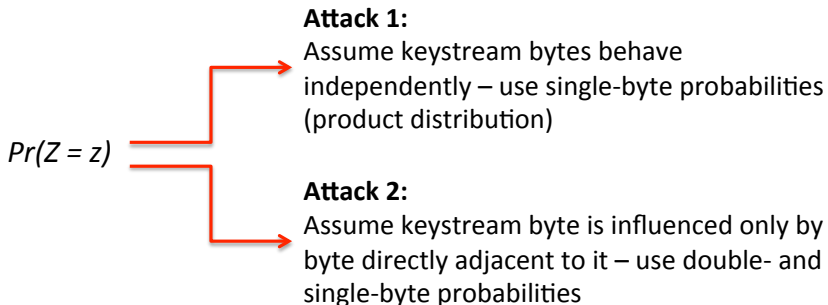 Attack 1:
Assume keystream bytes behave
independently – use single-byte probabilities
(product distribution)
Pr(Z = z)
Attack 2:
Assume keystream byte is influenced only by
byte directly adjacent to it – use double- and
single-byte probabilities